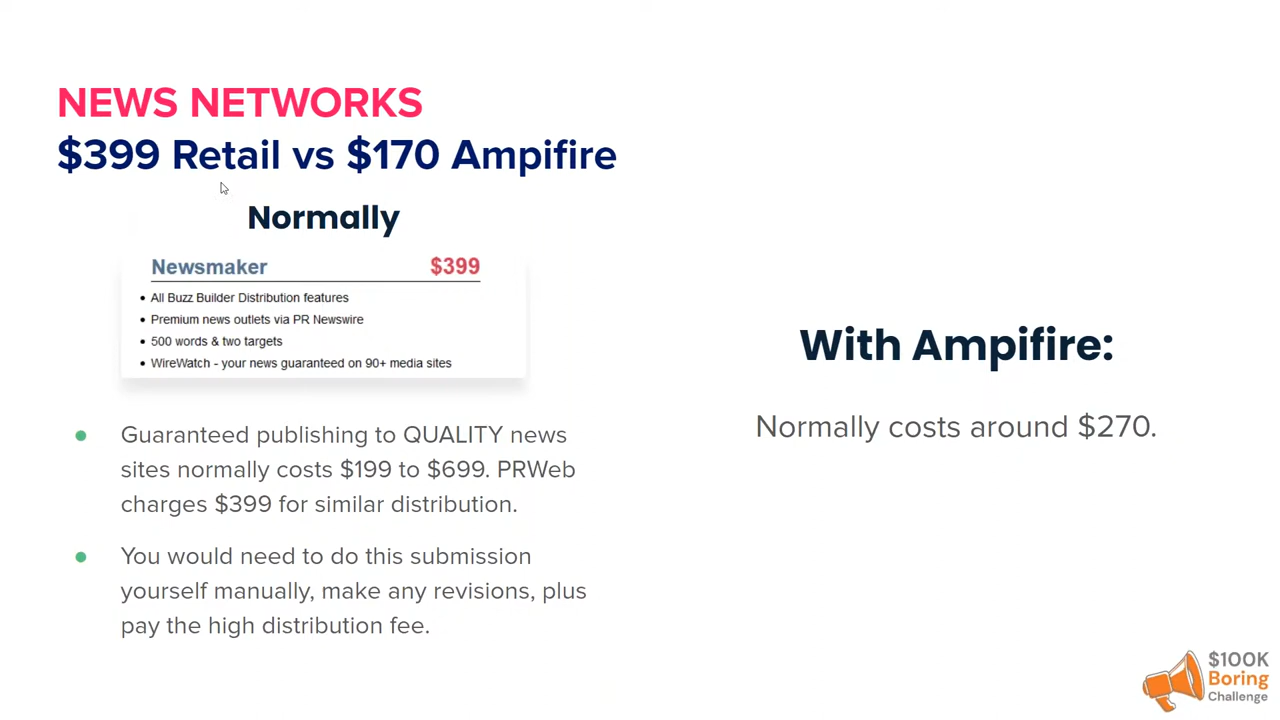 NEWS NETWORKS
$399 Retail vs $170 Ampifire
Normally
Newsmaker $399
• All Buzz Builder Distribution features
• Premium news outlets via PR Newswire
• 500 words & two targets
• WireWatch - your news guaranteed on 90+ media sites
• Guaranteed publishing to QUALITY news
sites normally costs $199 to $699. PRWeb
charges $399 for similar distribution.
• You would need to do this submission
yourself manually, make any revisions, plus
pay the high distribution fee.
With Ampifire:
Normally costs around $270.
$100K
Boring
Challenge